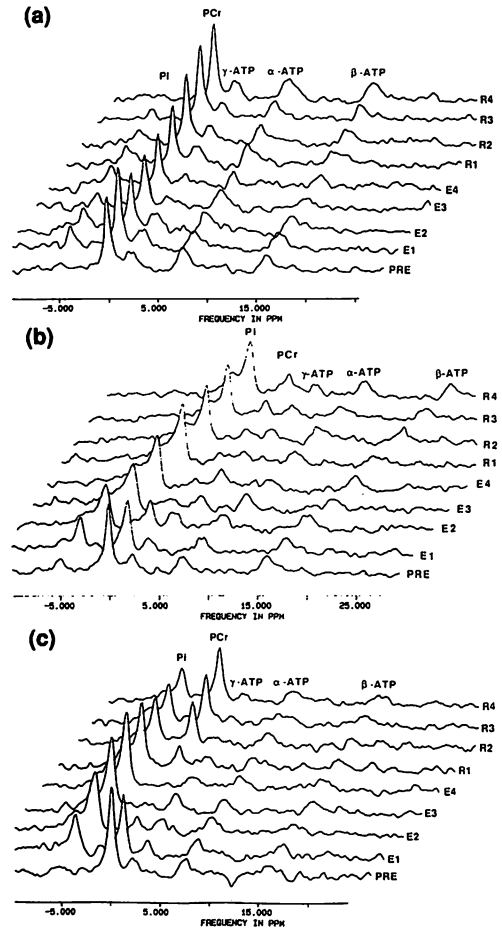 (a)
PCr
PI
γ-ATP
α-ATP
β-ATP
R4
R3
R2
R1
E4
E3
E2
E1
PRE
-5.000
5.000
15.000
FREQUENCY IN PPM
(b)
PI
PCr
γ-ATP
α-ATP
β-ATP
R4
R3
R2
R1
E4
E3
E2
E1
PRE
-5.000
5.000
15.000
25.000
FREQUENCY IN PPM
(c)
PCr
PI
γ-ATP
α-ATP
β-ATP
R4
R3
R2
R1
E4
E3
E2
E1
PRE
-5.000
5.000
15.000
FREQUENCY IN PPM